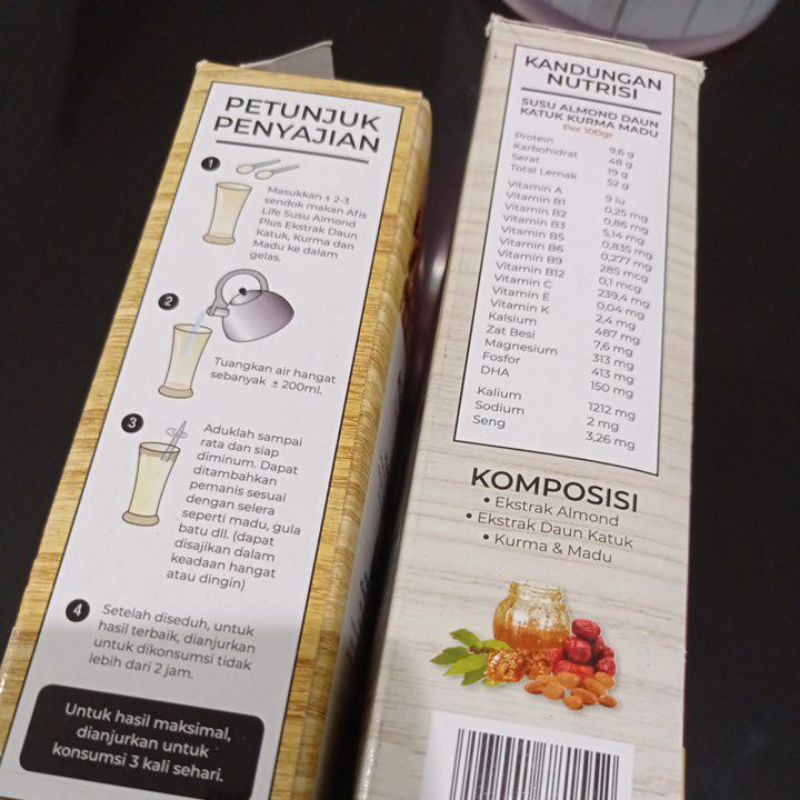 PETUNJUK
PENYAJIAN
1
Masukkan ± 2-3
sendok makan Afis
Life Susu Almond
Plus Ekstrak Daun
Katuk, Kurma dan
Madu ke dalam
gelas.
2
Tuangkan air hangat
sebanyak ± 200ml.
3
Aduklah sampai
rata dan siap
diminum. Dapat
ditambahkan
pemanis sesuai
dengan selera
seperti madu, gula
batu dll. (dapat
disajikan dalam
keadaan hangat
atau dingin)
4
Setelah diseduh, untuk
hasil terbaik, dianjurkan
untuk dikonsumsi tidak
lebih dari 2 jam.
Untuk hasil maksimal,
dianjurkan untuk
konsumsi 3 kali sehari.
KANDUNGAN
NUTRISI
SUSU ALMOND DAUN
KATUK KURMA MADU
Per 100gr
Protein 9,6 g
Karbohidrat 48 g
Serat 19 g
Total Lemak 52 g
Vitamin A 9 iu
Vitamin B1 0,25 mg
Vitamin B2 0,86 mg
Vitamin B3 5,14 mg
Vitamin B5 0,835 mg
Vitamin B6 0,277 mg
Vitamin B9 285 mcg
Vitamin B12 0,1 mcg
Vitamin C 239,4 mg
Vitamin E 0,04 mg
Vitamin K 2,4 mg
Kalsium 487 mg
Zat Besi 7,6 mg
Magnesium 313 mg
Fosfor 413 mg
DHA 150 mg
Kalium 1212 mg
Sodium 2 mg
Seng 3,26 mg
KOMPOSISI
• Ekstrak Almond
• Ekstrak Daun Katuk
• Kurma & Madu